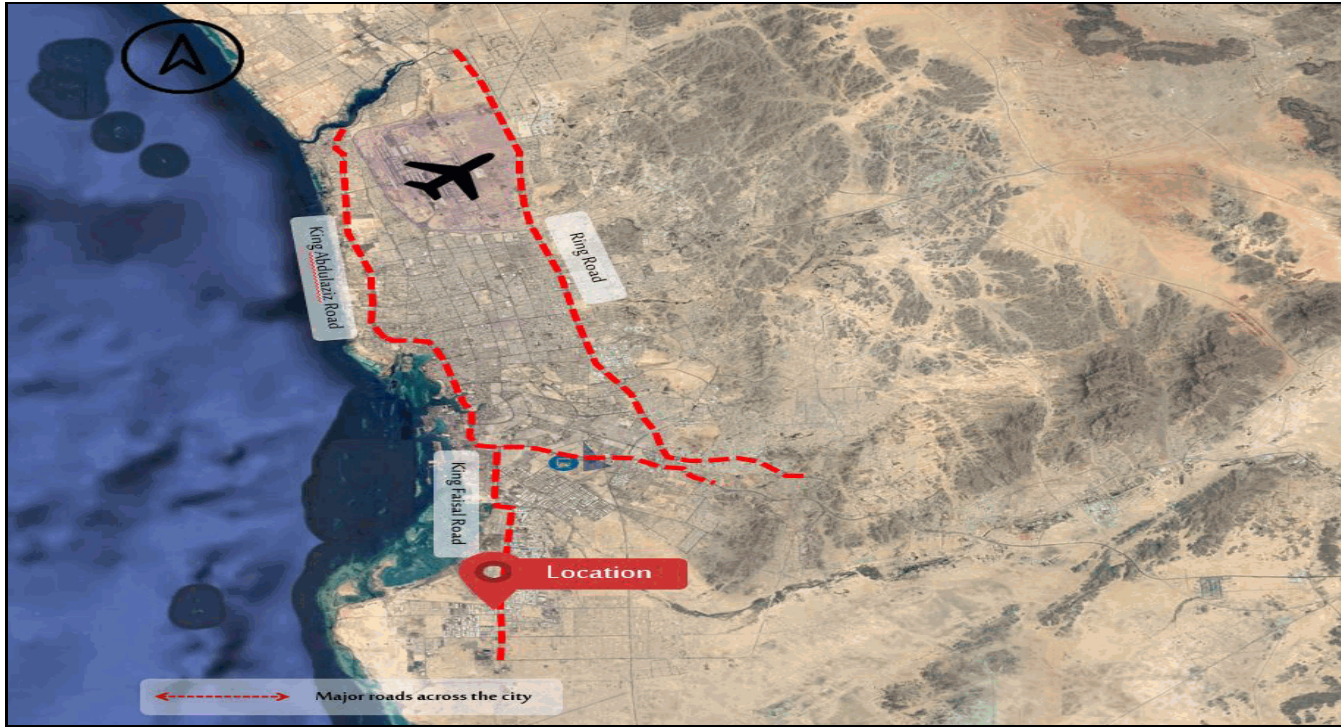 King Abdulaziz Road
Ring Road
King Faisal Road
Location
Major roads across the city